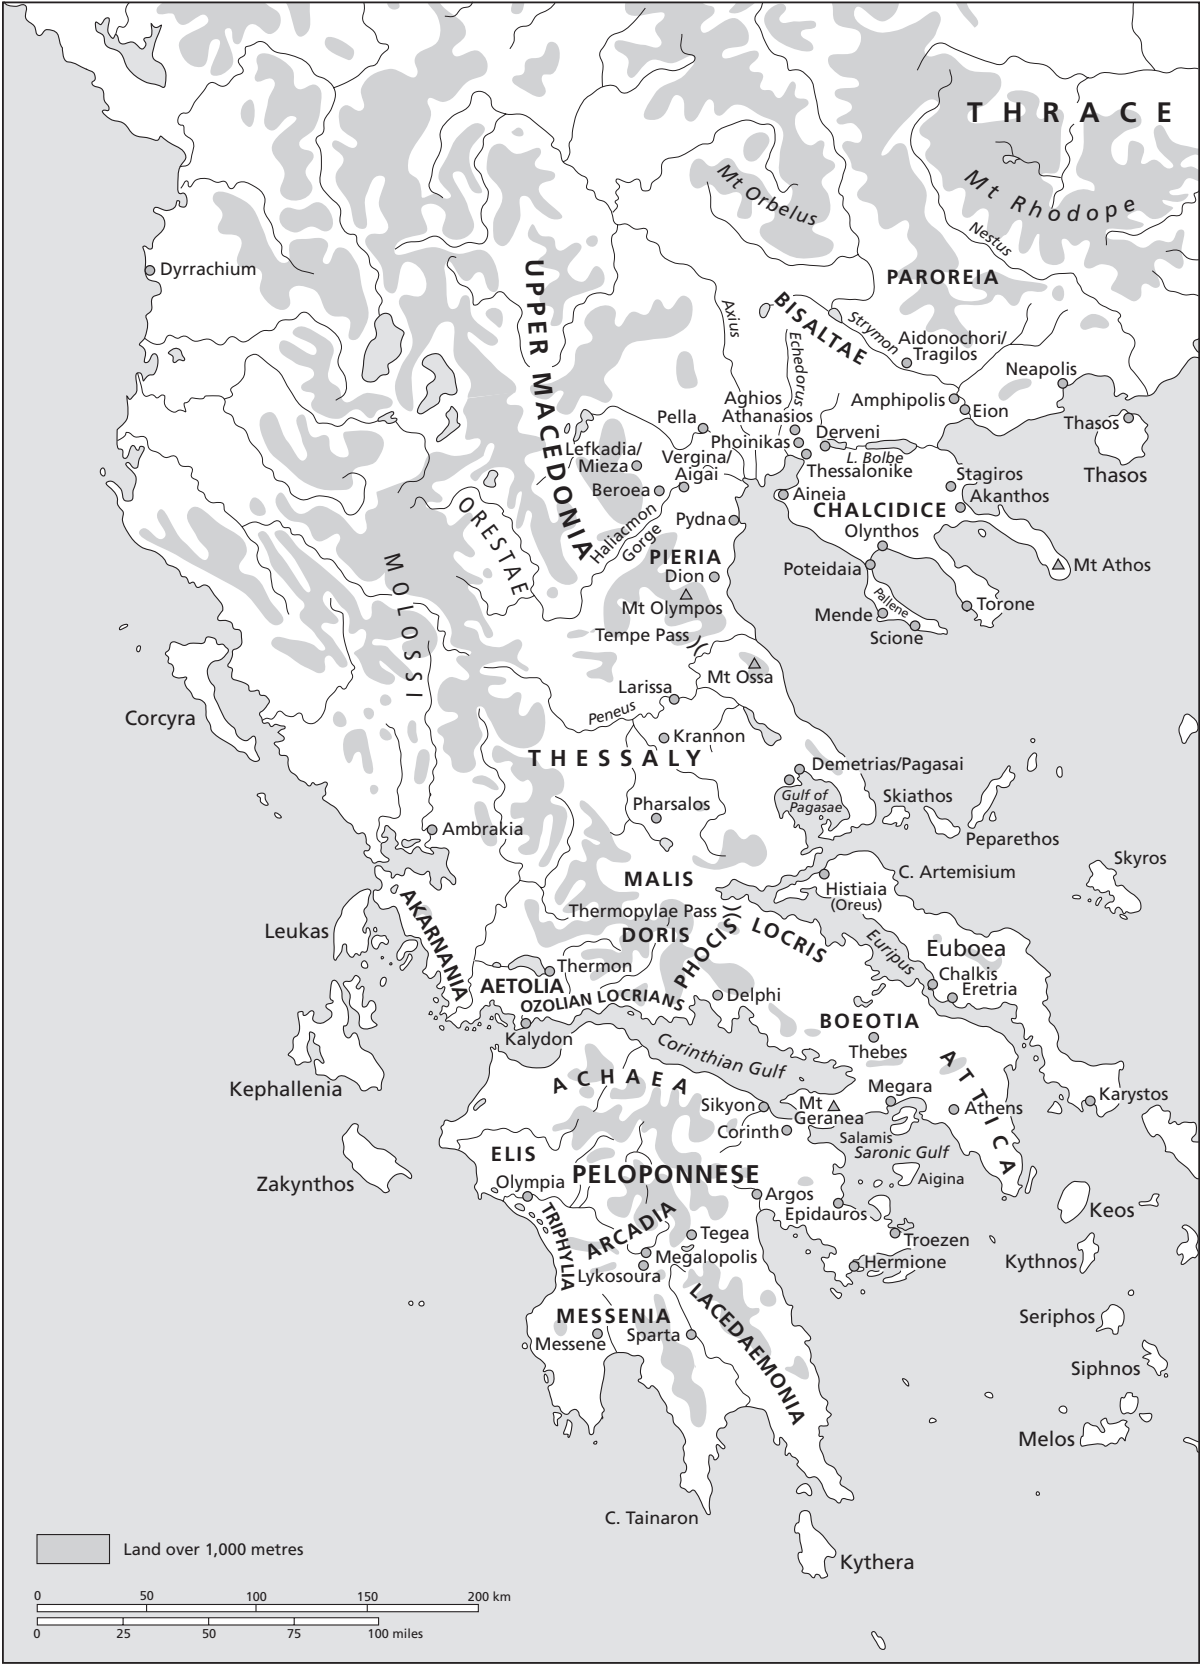 THRACE
Mt Orbelus
Mt Rhodope
Nestus
Dyrrachium
UPPER MACEDONIA
PAROREIA
BISALTAE
Axius
Echedorus
Strymon
Aidonochori/
Tragilos
Neapolis
Aghios
Athanasios
Amphipolis
Eion
Thasos
Pella
Phoinikas
Derveni
L. Bolbe
Thessalonike
Thasos
Lefkadia/
Mieza
Vergina/
Aigai
Beroea
Aineia
Stagiros
Akanthos
CHALCIDICE
Olynthos
ORESTAE
Haliacmon
Gorge
Pydna
PIERIA
Dion
Mt Olympos
Poteidaia
Mt Athos
MOLOSSI
Pallene
Mende
Scione
Torone
Tempe Pass
Mt Ossa
Corcyra
Larissa
Peneus
Krannon
THESSALY
Demetrias/Pagasai
Gulf of
Pagasae
Skiathos
Pharsalos
Peparethos
Ambrakia
Skyros
MALIS
C. Artemisium
Histiaia
(Oreus)
AKARNANIA
Leukas
Thermopylae Pass
DORIS
PHOCIS
LOCRIS
Euripus
Euboea
Chalkis
Eretria
Thermon
AETOLIA
OZOLIAN LOCRIANS
Delphi
Kalydon
BOEOTIA
Thebes
Corinthian Gulf
ATTICA
Kephallenia
ACHAEA
Sikyon
Mt
Geranea
Megara
Athens
Karystos
Corinth
Salamis
Saronic Gulf
Aigina
ELIS
PELOPONNESE
Zakynthos
Olympia
Argos
Epidauros
Keos
TRIPHYLIA
ARCADIA
Tegea
Troezen
Megalopolis
Lykosoura
Hermione
Kythnos
MESSENIA
LACEDAEMONIA
Messene
Sparta
Seriphos
Siphnos
Melos
C. Tainaron
Kythera
Land over 1,000 metres
0 50 100 150 200 km
0 25 50 75 100 miles